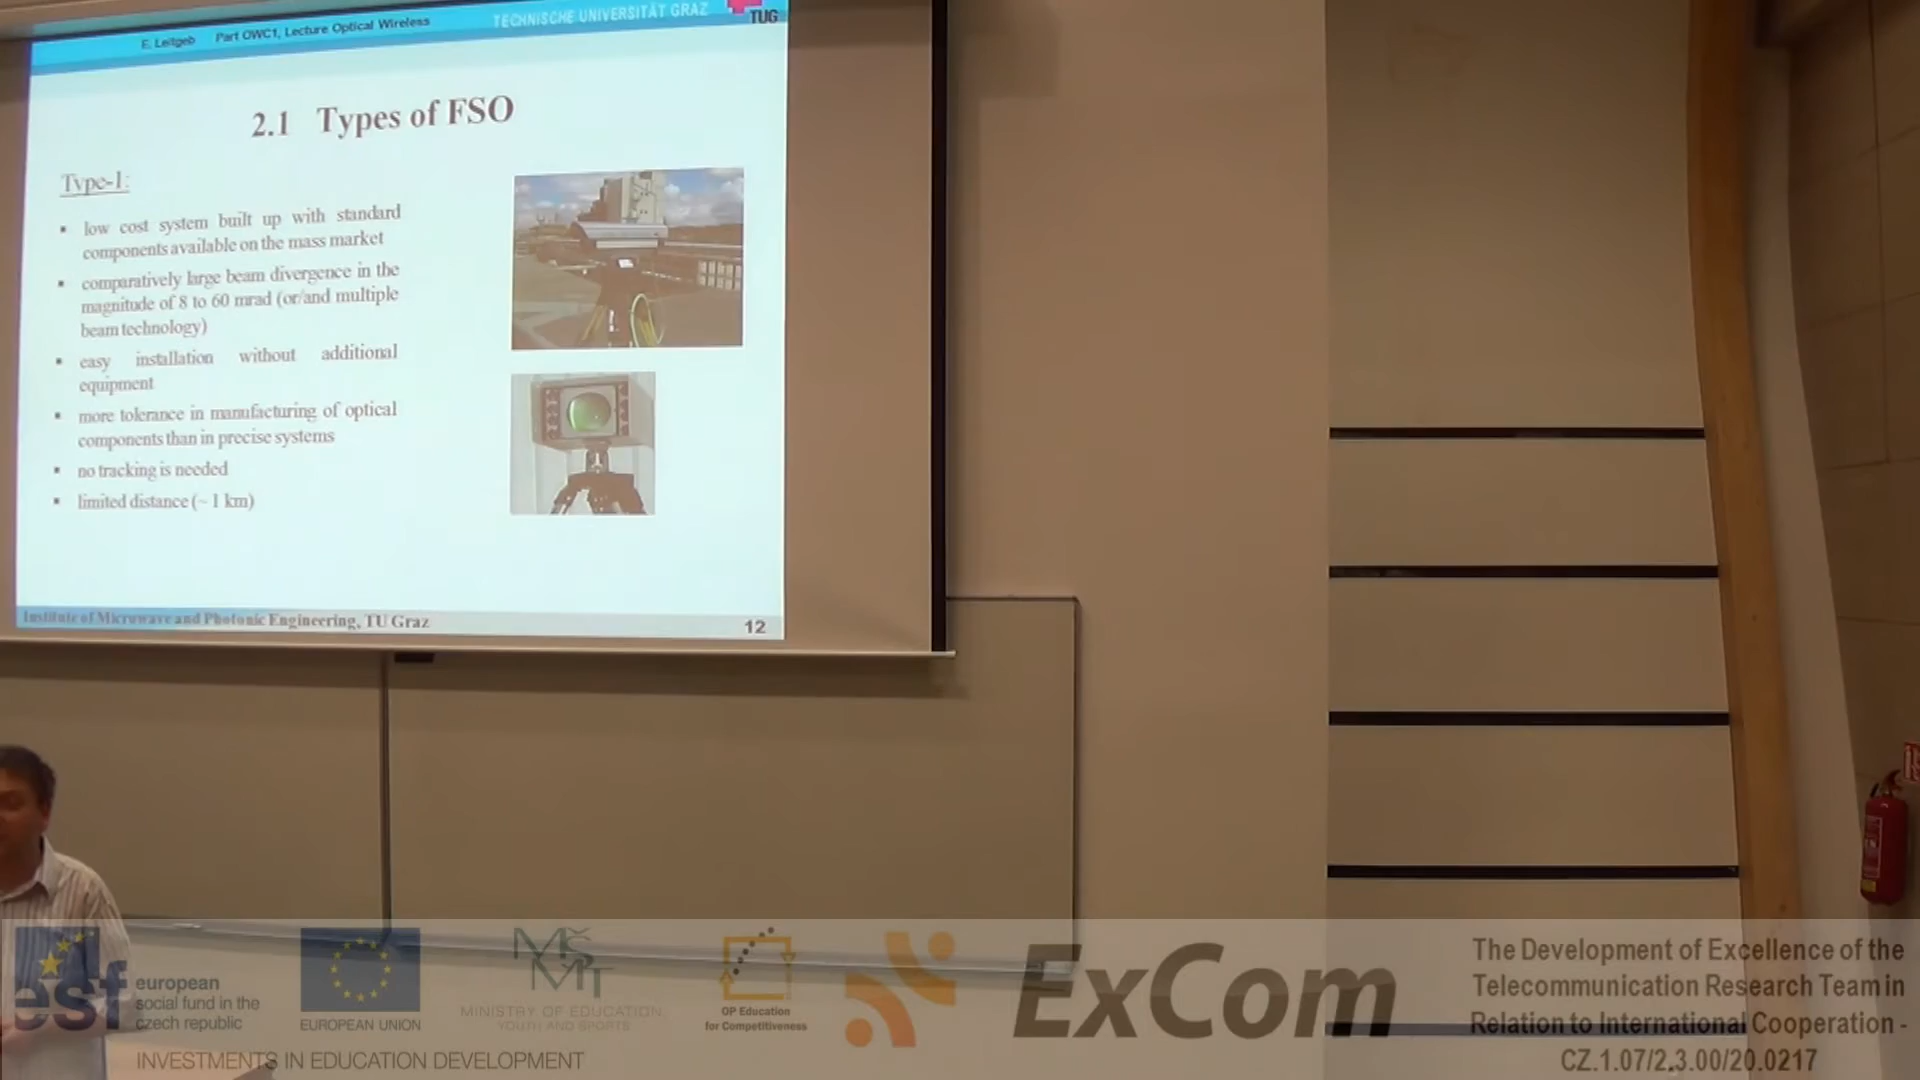 E. Leitgeb Part OWC1, Lecture Optical Wireless
TECHNISCHE UNIVERSITÄT GRAZ
TUG
2.1 Types of FSO
Type-1:
▪ low cost system built up with standard
components available on the mass market
▪ comparatively large beam divergence in the
magnitude of 8 to 60 mrad (or/and multiple
beam technology)
▪ easy installation without additional
equipment
▪ more tolerance in manufacturing of optical
components than in precise systems
▪ no tracking is needed
▪ limited distance (~ 1 km)
Institute of Microwave and Photonic Engineering, TU Graz
12
esf
european
social fund in the
czech republic
EUROPEAN UNION
MŠMT
MINISTRY OF EDUCATION,
YOUTH AND SPORTS
OP Education
for Competitiveness
INVESTMENTS IN EDUCATION DEVELOPMENT
ExCom
The Development of Excellence of the
Telecommunication Research Team in
Relation to International Cooperation -
CZ.1.07/2.3.00/20.0217